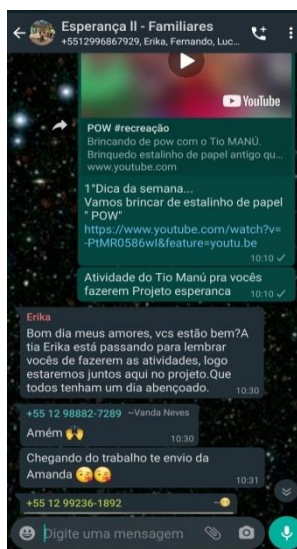 Esperança II - Familiares
+5512996867929, Erika, Fernando, Luc...
YouTube
POW #recreação
Brincando de pow com o Tio MANÚ.
Brinquedo estalinho de papel antigo qu...
www.youtube.com
1°Dica da semana...
Vamos brincar de estalinho de papel
" POW"
https://www.youtube.com/watch?v=
-PtMR0586wI&feature=youtu.be
10:10
Atividade do Tio Manú pra vocês
fazerem Projeto esperanca
10:10
Erika
Bom dia meus amores, vcs estão bem?A
tia Erika está passando para lembrar
vocês de fazerem as atividades, logo
estaremos juntos aqui no projeto.Que
todos tenham um dia abençoado.
10:30
+55 12 98882-7289 ~Vanda Neves
Amém 🙌
10:30
Chegando do trabalho te envio da
Amanda 😘😘
10:31
+55 12 99236-1892 ~😁
Digite uma mensagem